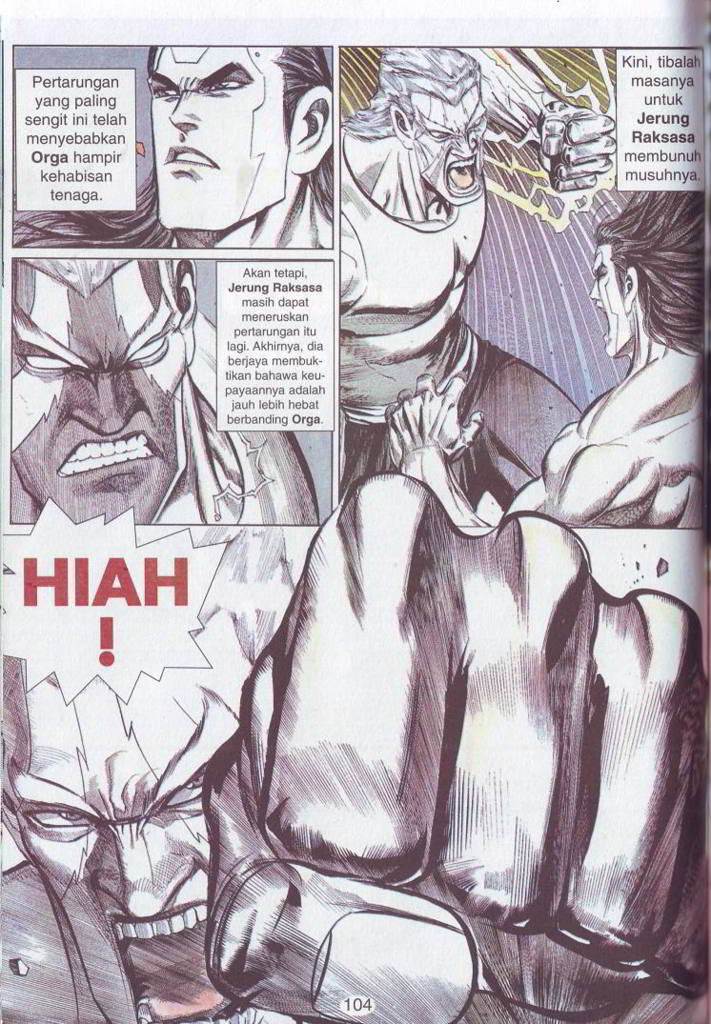 Pertarungan
yang paling
sengit ini telah
menyebabkan
Orga hampir
kehabisan
tenaga.
Kini, tibalah
masanya
untuk
Jerung
Raksasa
membunuh
musuhnya.
Akan tetapi,
Jerung Raksasa
masih dapat
meneruskan
pertarungan itu
lagi. Akhirnya, dia
berjaya membuk-
tikan bahawa keu-
payaannya adalah
jauh lebih hebat
berbanding Orga.
HIAH
!
104